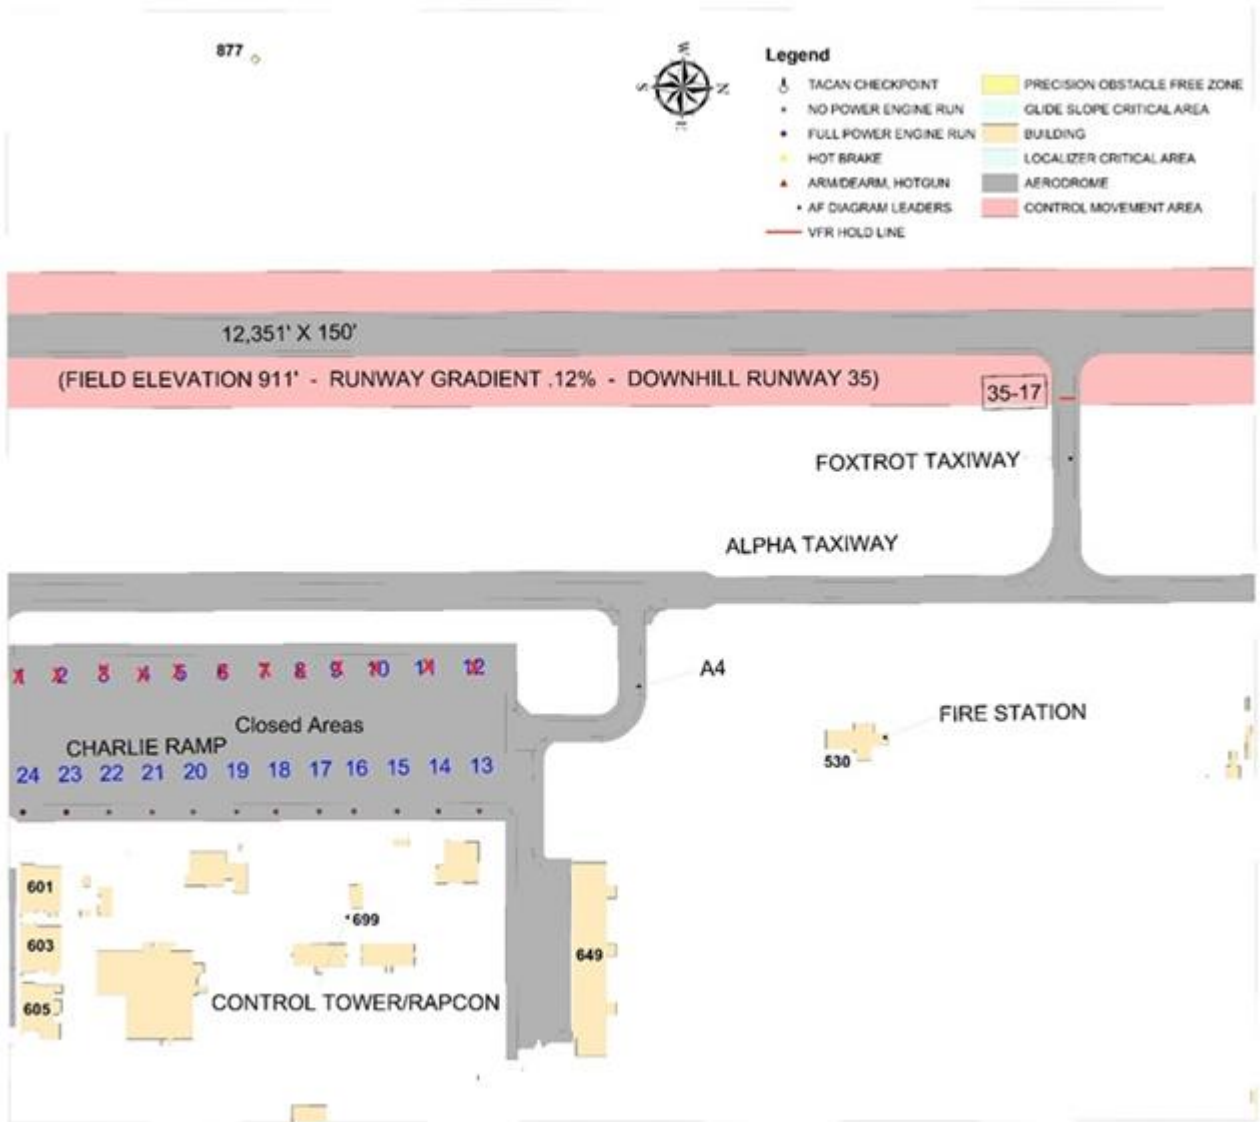 877
W
S
N
E
Legend
TACAN CHECKPOINT
NO POWER ENGINE RUN
FULL POWER ENGINE RUN
HOT BRAKE
ARM/DEARM, HOTGUN
AF DIAGRAM LEADERS
VFR HOLD LINE
PRECISION OBSTACLE FREE ZONE
GLIDE SLOPE CRITICAL AREA
BUILDING
LOCALIZER CRITICAL AREA
AERODROME
CONTROL MOVEMENT AREA
12,351' X 150'
(FIELD ELEVATION 911' - RUNWAY GRADIENT .12% - DOWNHILL RUNWAY 35)
35-17
FOXTROT TAXIWAY
ALPHA TAXIWAY
1 2 3 4 5 6 7 8 9 10 11 12
A4
Closed Areas
CHARLIE RAMP
24 23 22 21 20 19 18 17 16 15 14 13
FIRE STATION
530
601
699
603
649
605
CONTROL TOWER/RAPCON